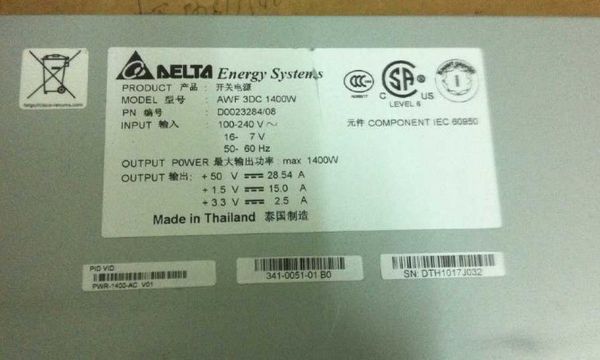 DELTA Energy Systems
PRODUCT 产品 : 开关电源
MODEL 型号 : AWF 3DC 1400W
PN 编号 : D0023284/08
INPUT 输入 : 100-240 V ~
16- 7 V
50- 60 Hz
OUTPUT POWER 最大输出功率 max 1400W
OUTPUT 输出: + 50 V 28.54 A
+ 1.5 V 15.0 A
+ 3.3 V 2.5 A
Made in Thailand 泰国制造
CCC
C SA US
LEVEL 6
元件 COMPONENT IEC 60950
PID VID
PWR-1400-AC V01
341-0051-01 B0
SN: DTH1017J032